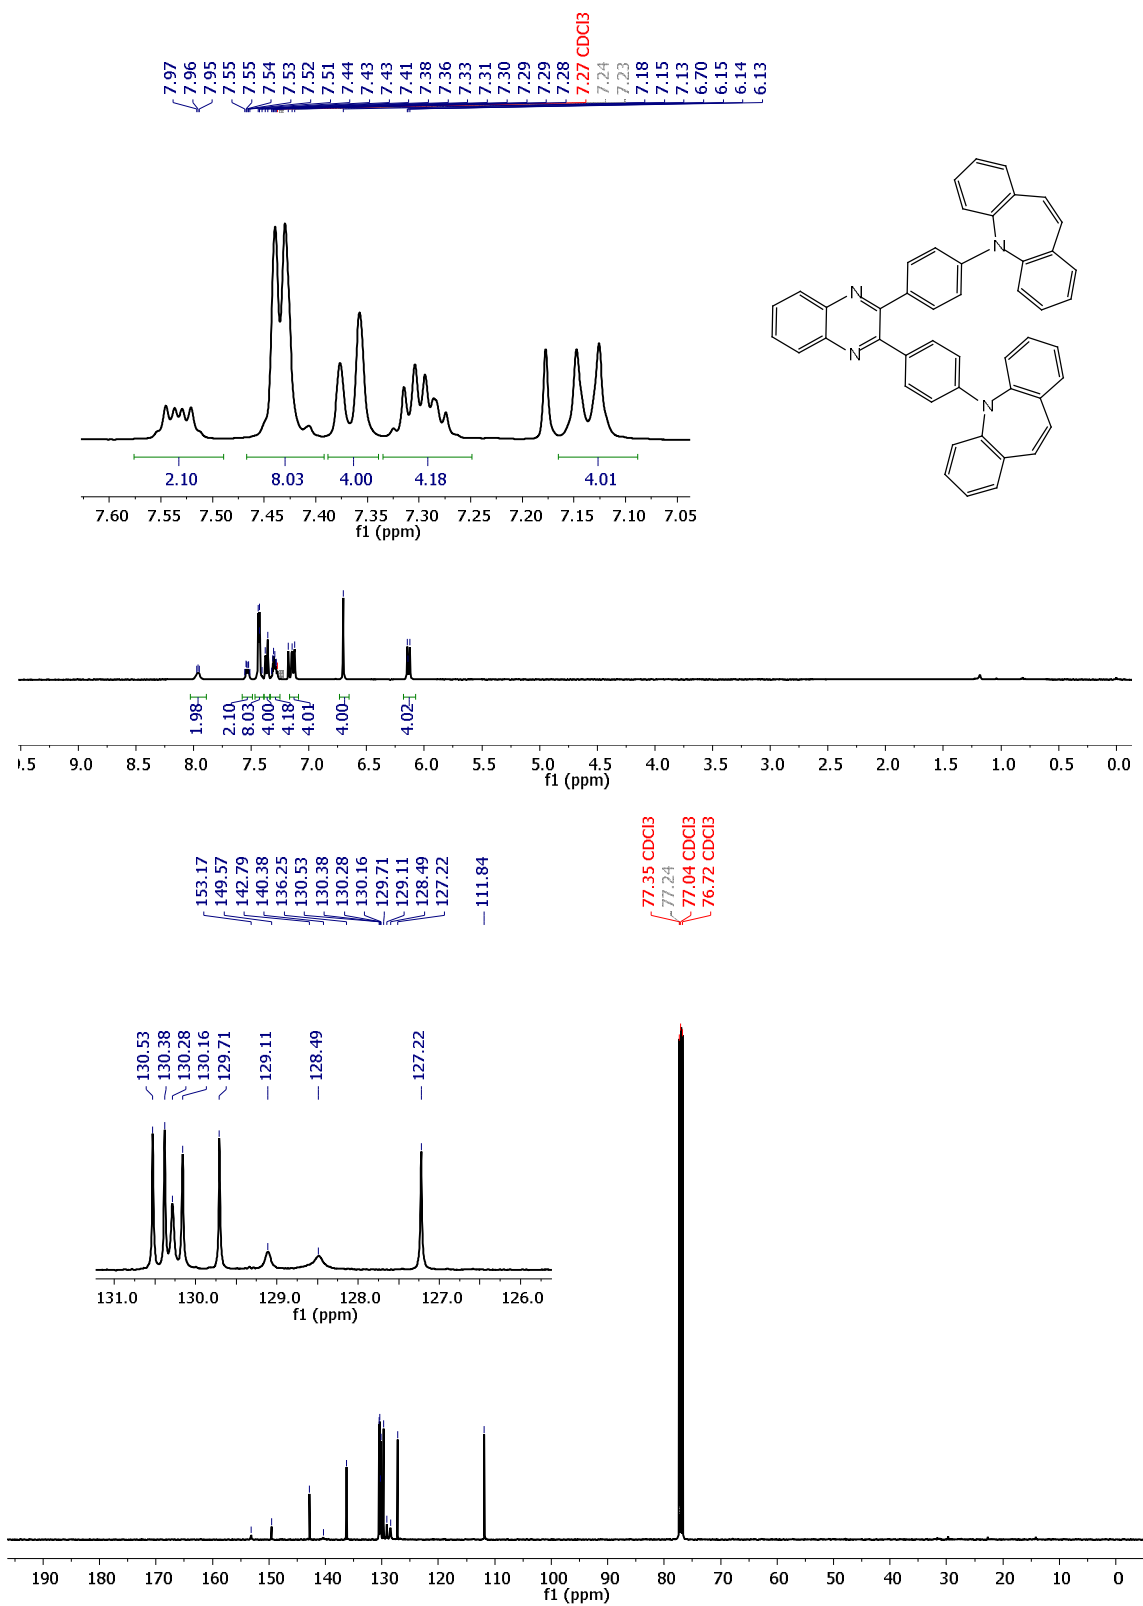 7.97 7.96 7.95 7.55 7.55 7.54 7.53 7.52 7.51 7.44 7.43 7.43 7.41 7.38 7.36 7.33 7.31 7.30 7.29 7.29 7.28 7.27 CDCl3 7.24 7.23 7.18 7.15 7.13 6.70 6.15 6.14 6.13
N
N
N
N
2.10 8.03 4.00 4.18 4.01
7.60 7.55 7.50 7.45 7.40 7.35 7.30 7.25 7.20 7.15 7.10 7.05
f1 (ppm)
1.98 2.10 8.03 4.00 4.18 4.01 4.00 4.02
9.0 8.5 8.0 7.5 7.0 6.5 6.0 5.5 5.0 4.5 4.0 3.5 3.0 2.5 2.0 1.5 1.0 0.5 0.0
f1 (ppm)
153.17 149.57 142.79 140.38 136.25 130.53 130.38 130.28 130.16 129.71 129.11 128.49 127.22 111.84 77.35 CDCl3 77.24 77.04 CDCl3 76.72 CDCl3
130.53 130.38 130.28 130.16 129.71 129.11 128.49 127.22
131.0 130.0 129.0 128.0 127.0 126.0
f1 (ppm)
190 180 170 160 150 140 130 120 110 100 90 80 70 60 50 40 30 20 10 0
f1 (ppm)